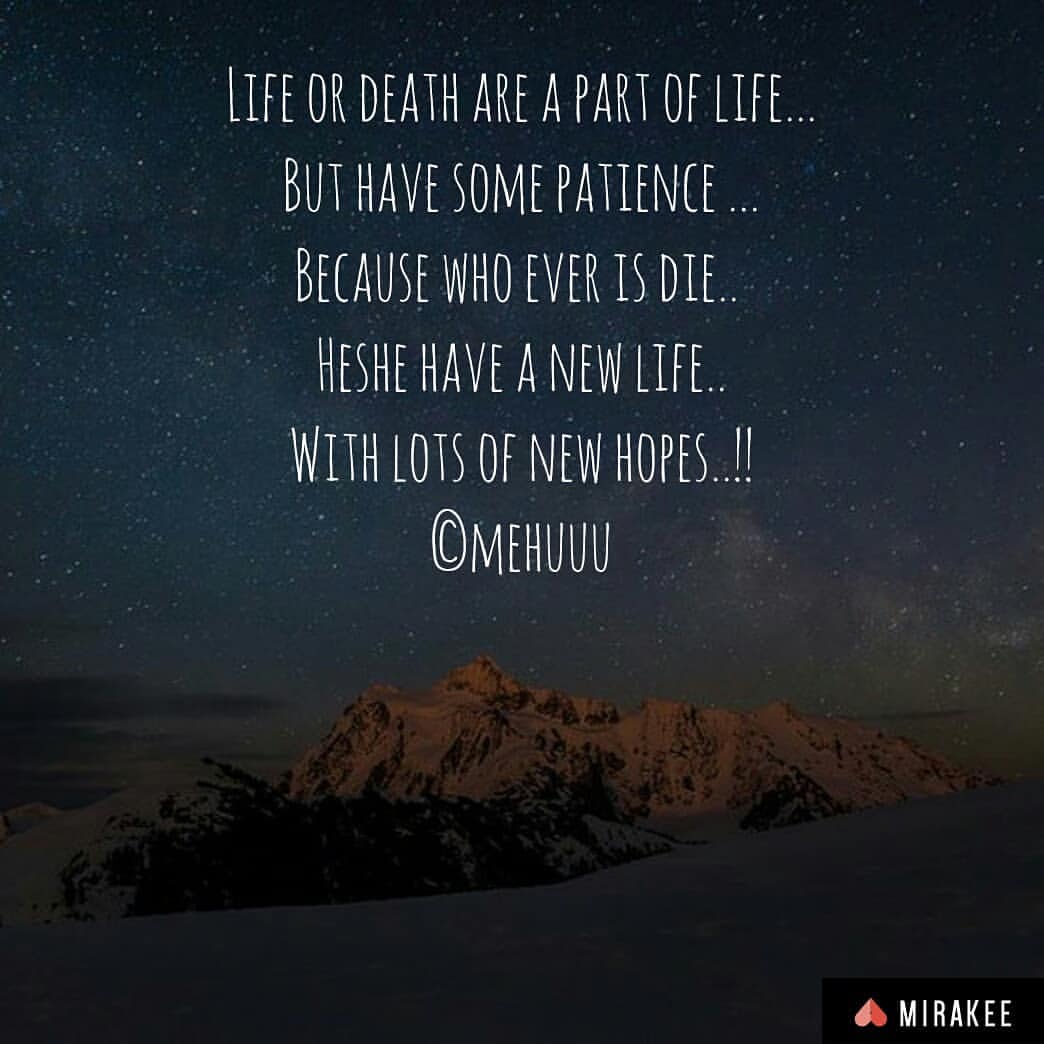 Life or death are a part of life...
But have some patience ...
Because who ever is die..
Heshe have a new life..
With lots of new hopes..!!
©mehuuu
MIRAKEE